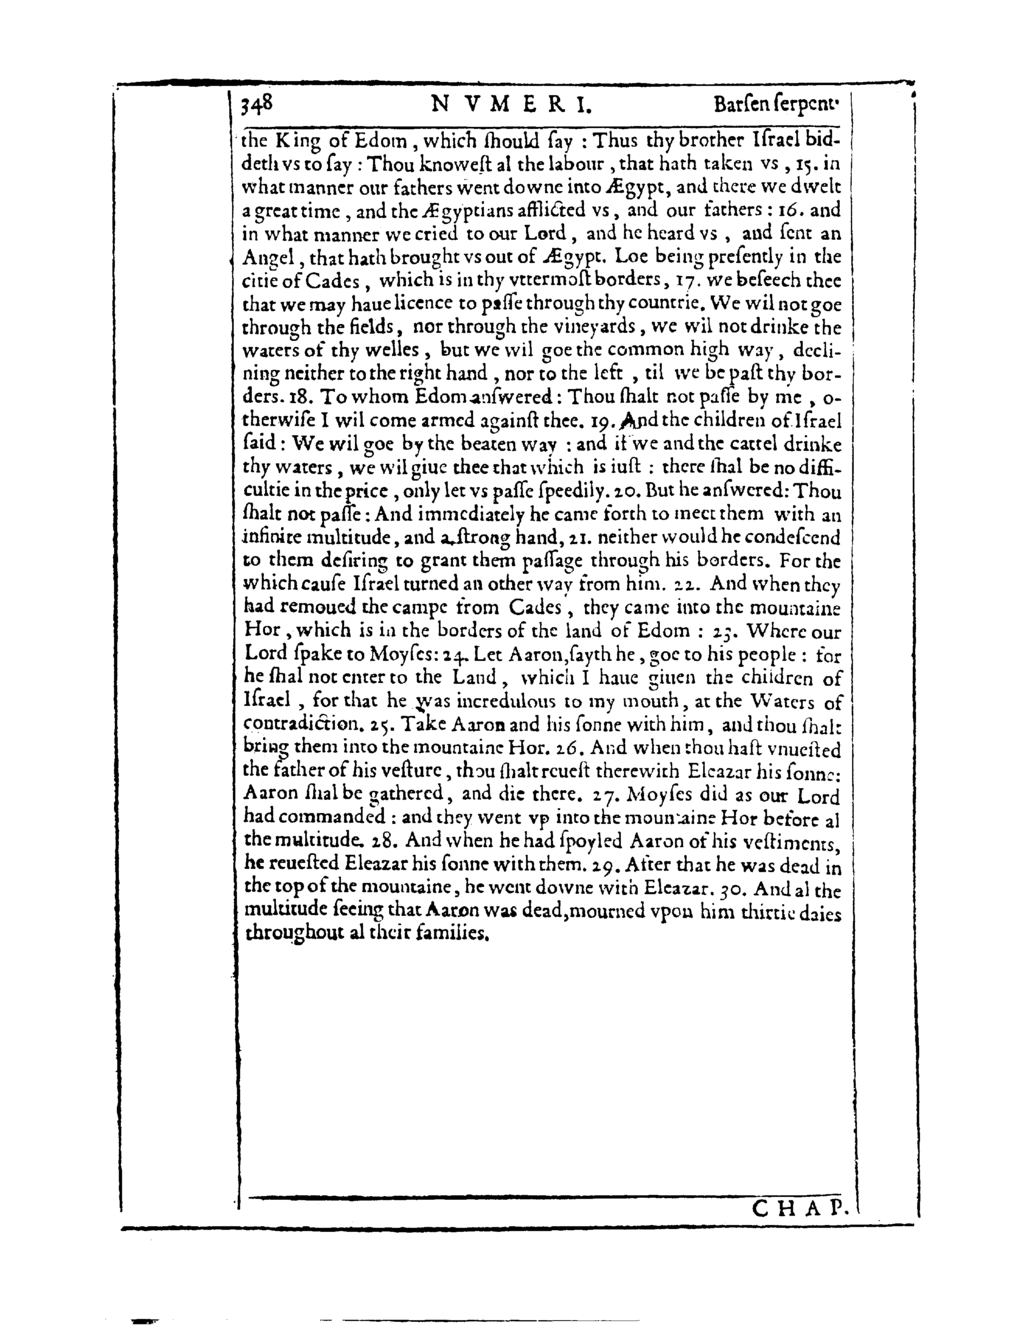 348 NVMERI. Barſen ſerpent
the King of Edom, which ſhould ſay : Thus thy brother Iſrael bid-
deth vs to ſay : Thou knoweſt al the labour, that hath taken vs, 15. in
what manner our fathers went downe into Ægypt, and there we dwelt
a great time, and the Ægyptians afflicted vs, and our fathers : 16. and
in what manner we cried to our Lord, and he heard vs, and ſent an
Angel, that hath brought vs out of Ægypt. Loe being preſently in the
citie of Cades, which is in thy vttermoſt borders, 17. we beſeech thee
that we may haue licence to paſſe through thy countrie. We wil not goe
through the fields, nor through the vineyards, we wil not drinke the
waters of thy welles, but we wil goe the common high way, decli-
ning neither to the right hand, nor to the left, til we be paſt thy bor-
ders. 18. To whom Edom anſwered : Thou ſhalt not paſſe by me, o-
therwiſe I wil come armed againſt thee. 19. And the children of Iſrael
ſaid : We wil goe by the beaten way : and if we and the cattel drinke
thy waters, we wil giue thee that which is iuſt : there ſhal be no diffi-
cultie in the price, only let vs paſſe ſpeedily. 20. But he anſwered: Thou
ſhalt not paſſe : And immediately he came forth to meet them with an
infinite multitude, and a ſtrong hand, 21. neither would he condeſcend
to them deſiring to grant them paſſage through his borders. For the
which cauſe Iſrael turned an other way from him. 22. And when they
had remoued the campe from Cades, they came into the mountaine
Hor, which is in the borders of the land of Edom : 23. Where our
Lord ſpake to Moyſes: 24. Let Aaron, ſayth he, goe to his people : for
he ſhal not enter to the Land, which I haue giuen the children of
Iſrael, for that he was incredulous to my mouth, at the Waters of
contradiction. 25. Take Aaron and his ſonne with him, and thou ſhalt
bring them into the mountaine Hor. 26. And when thou haſt vnueſted
the father of his veſture, thou ſhalt reueſt therewith Eleazar his ſonne:
Aaron ſhal be gathered, and die there. 27. Moyſes did as our Lord
had commanded : and they went vp into the mountaine Hor before al
the multitude. 28. And when he had ſpoyled Aaron of his veſtiments,
he reueſted Eleazar his ſonne with them. 29. After that he was dead in
the top of the mountaine, he went downe with Eleazar. 30. And al the
multitude ſeeing that Aaron was dead, mourned vpon him thirtie daies
throughout al their families.
CHAP.